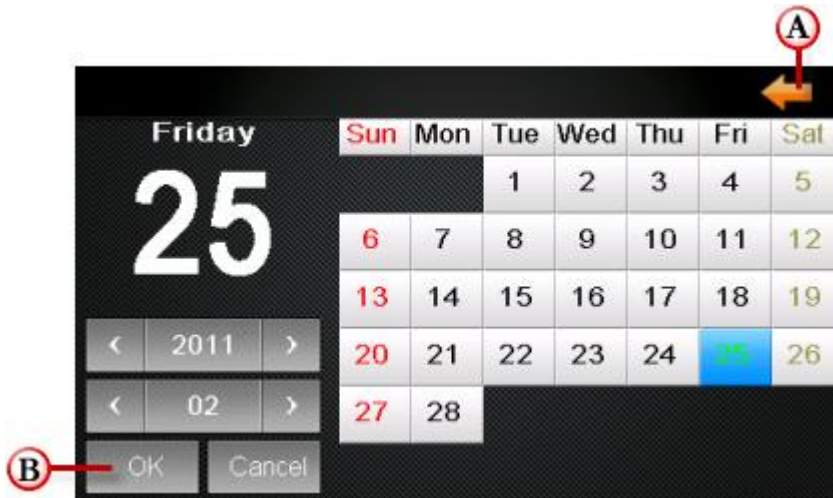 A
Friday
25
Sun Mon Tue Wed Thu Fri Sat
1 2 3 4 5
6 7 8 9 10 11 12
13 14 15 16 17 18 19
20 21 22 23 24 25 26
27 28
< 2011 >
< 02 >
B
OK Cancel